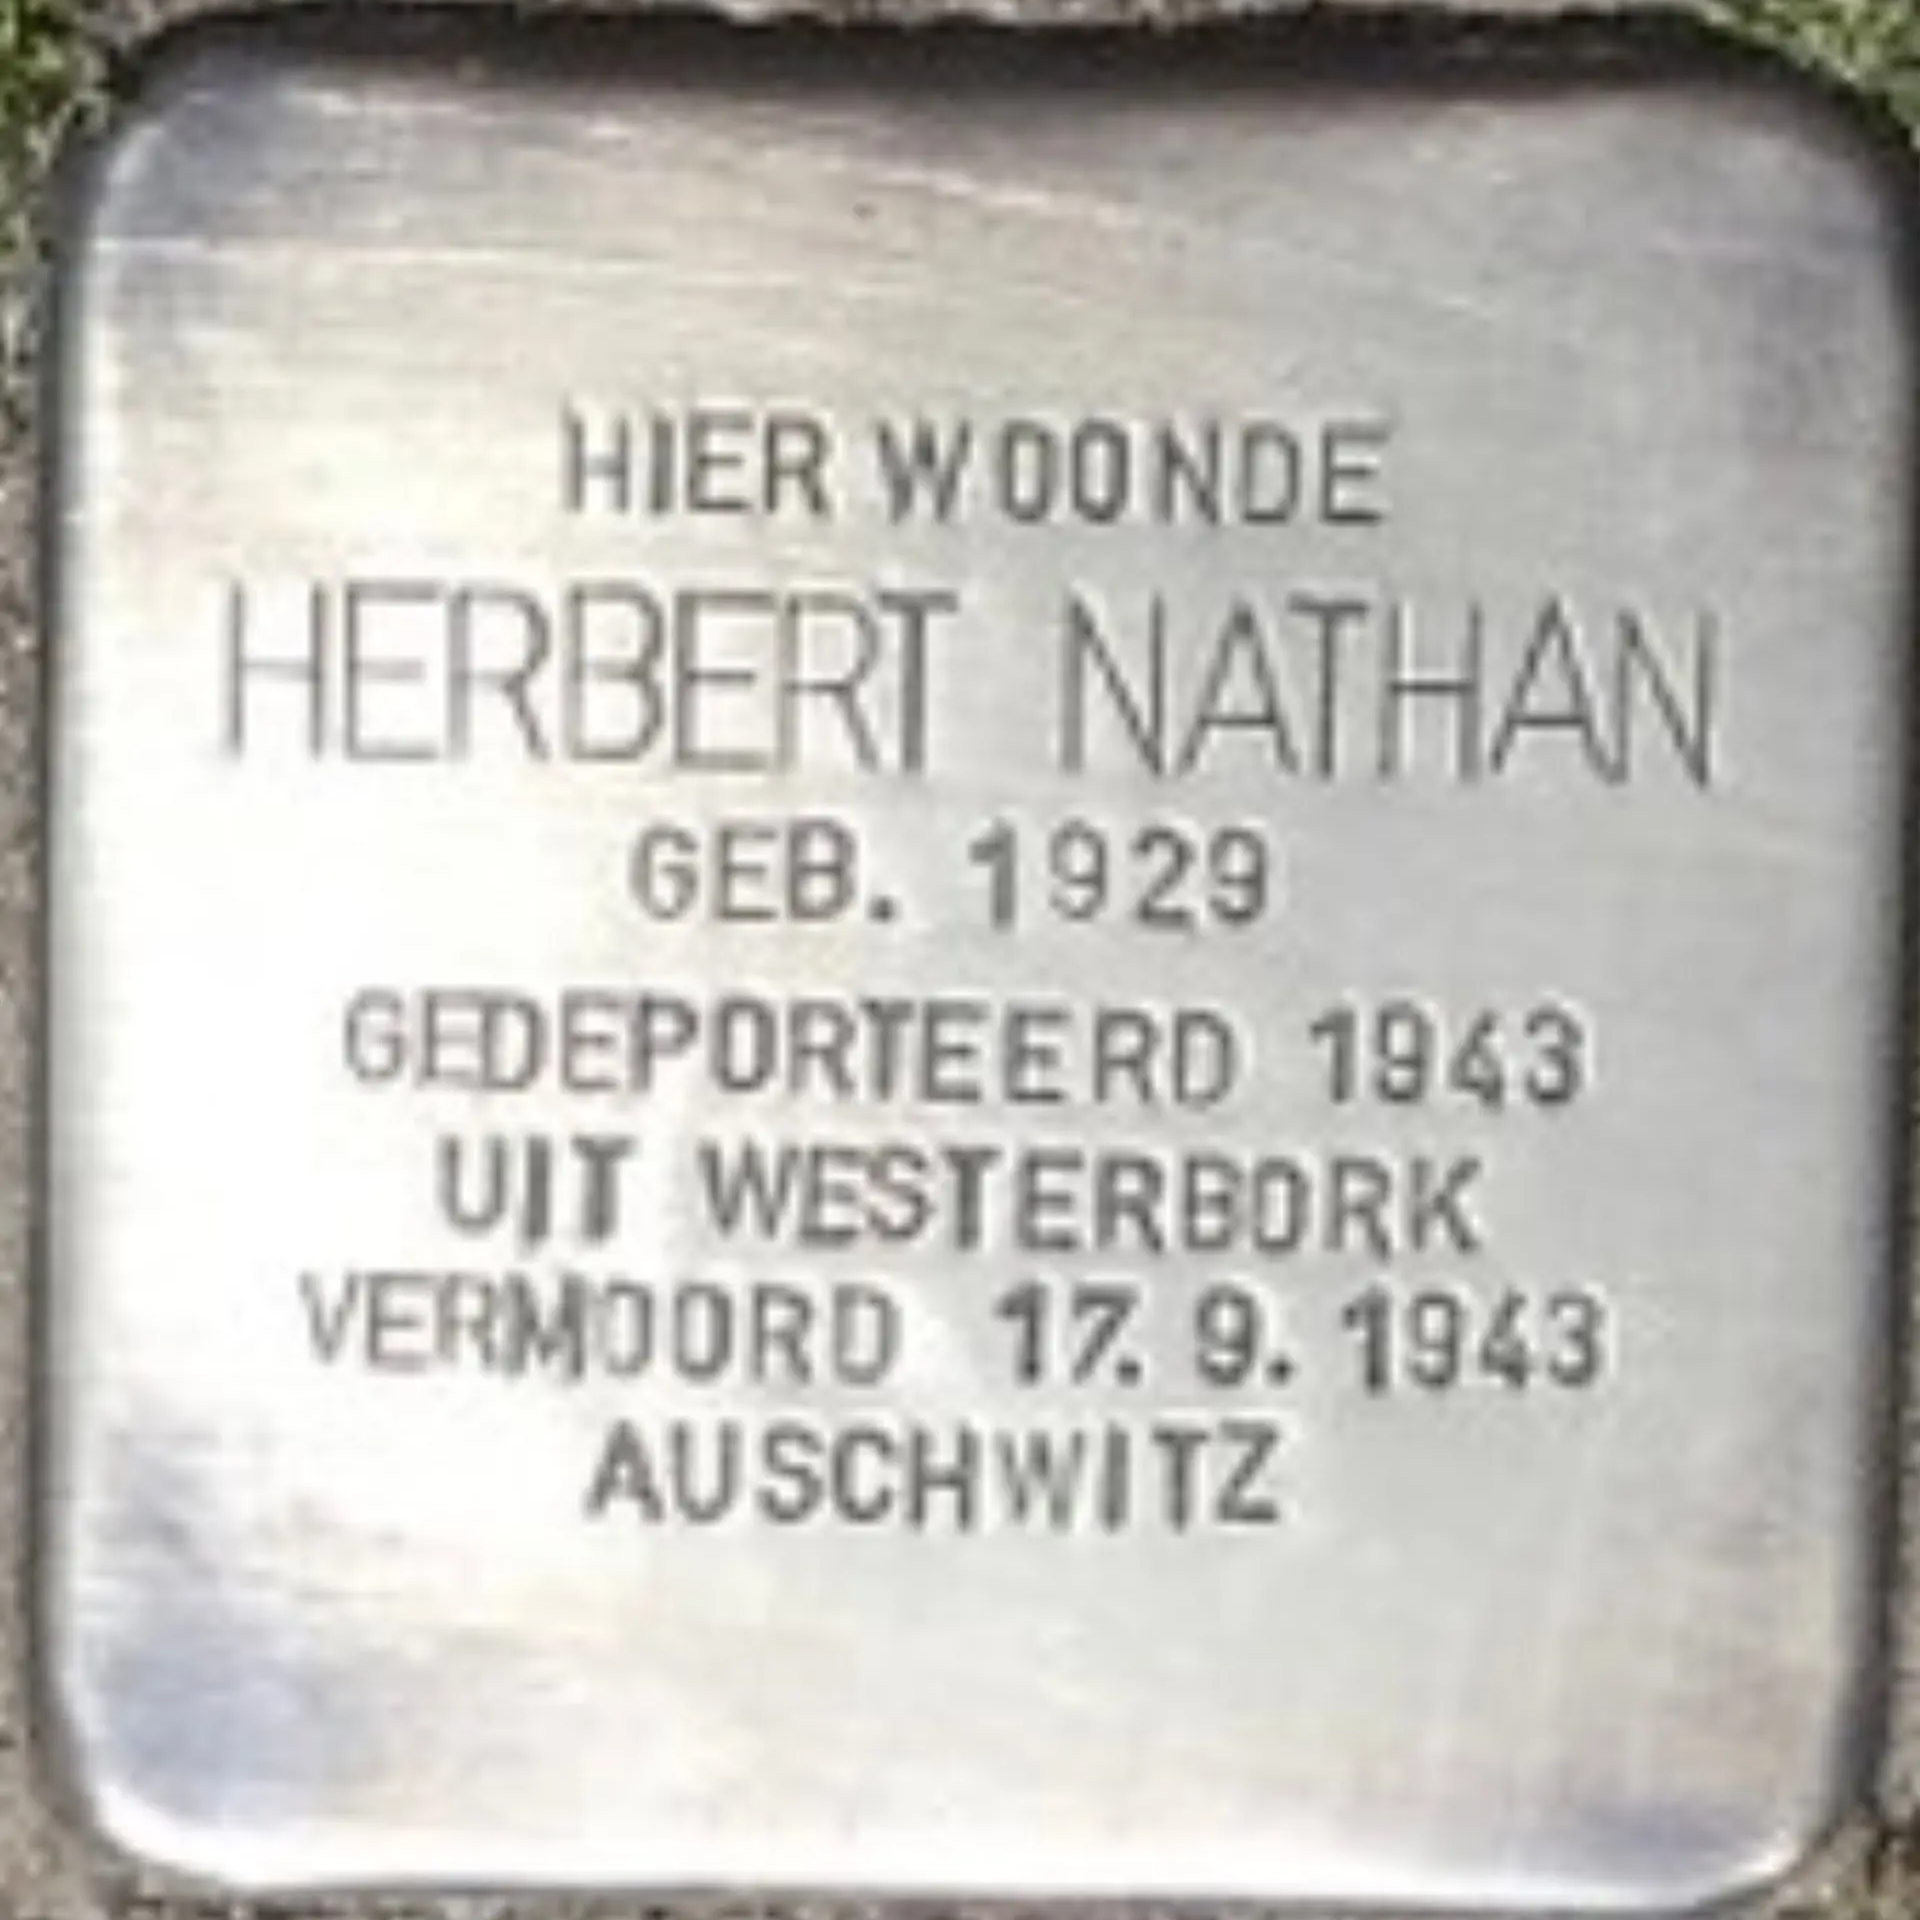 HIER WOONDE
HERBERT NATHAN
GEB. 1929
GEDEPORTEERD 1943
UIT WESTERBORK
VERMOORD 17. 9. 1943
AUSCHWITZ